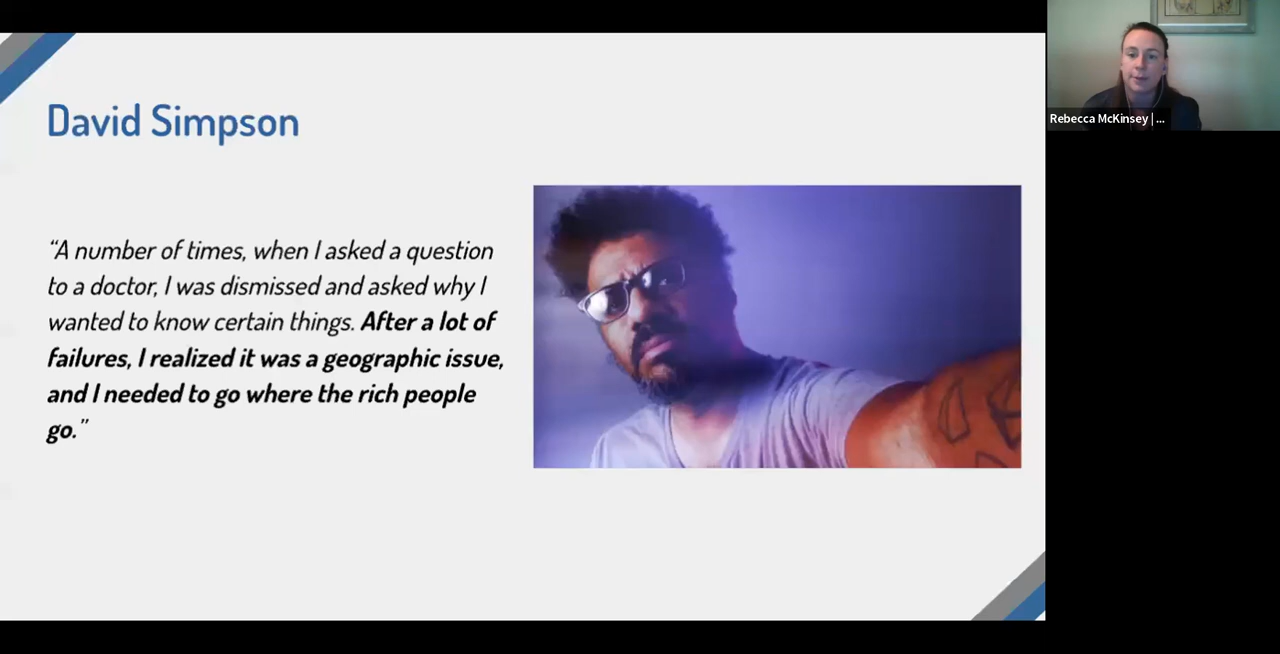 David Simpson
“A number of times, when I asked a question
to a doctor, I was dismissed and asked why I
wanted to know certain things. After a lot of
failures, I realized it was a geographic issue,
and I needed to go where the rich people
go.”
Rebecca McKinsey | ...